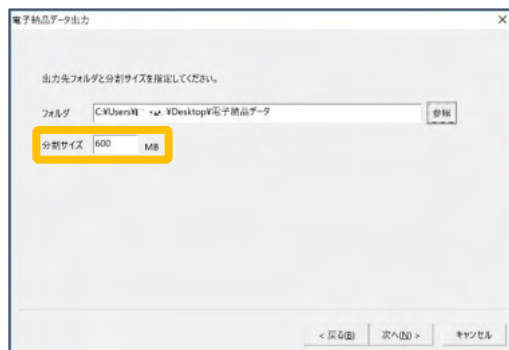 電子納品データ出力
出力先フォルダと分割サイズを指定してください。
フォルダ C:¥Users¥ ¥Desktop¥電子納品データ 参照
分割サイズ 600 MB
< 戻る(B) 次へ(N) > キャンセル